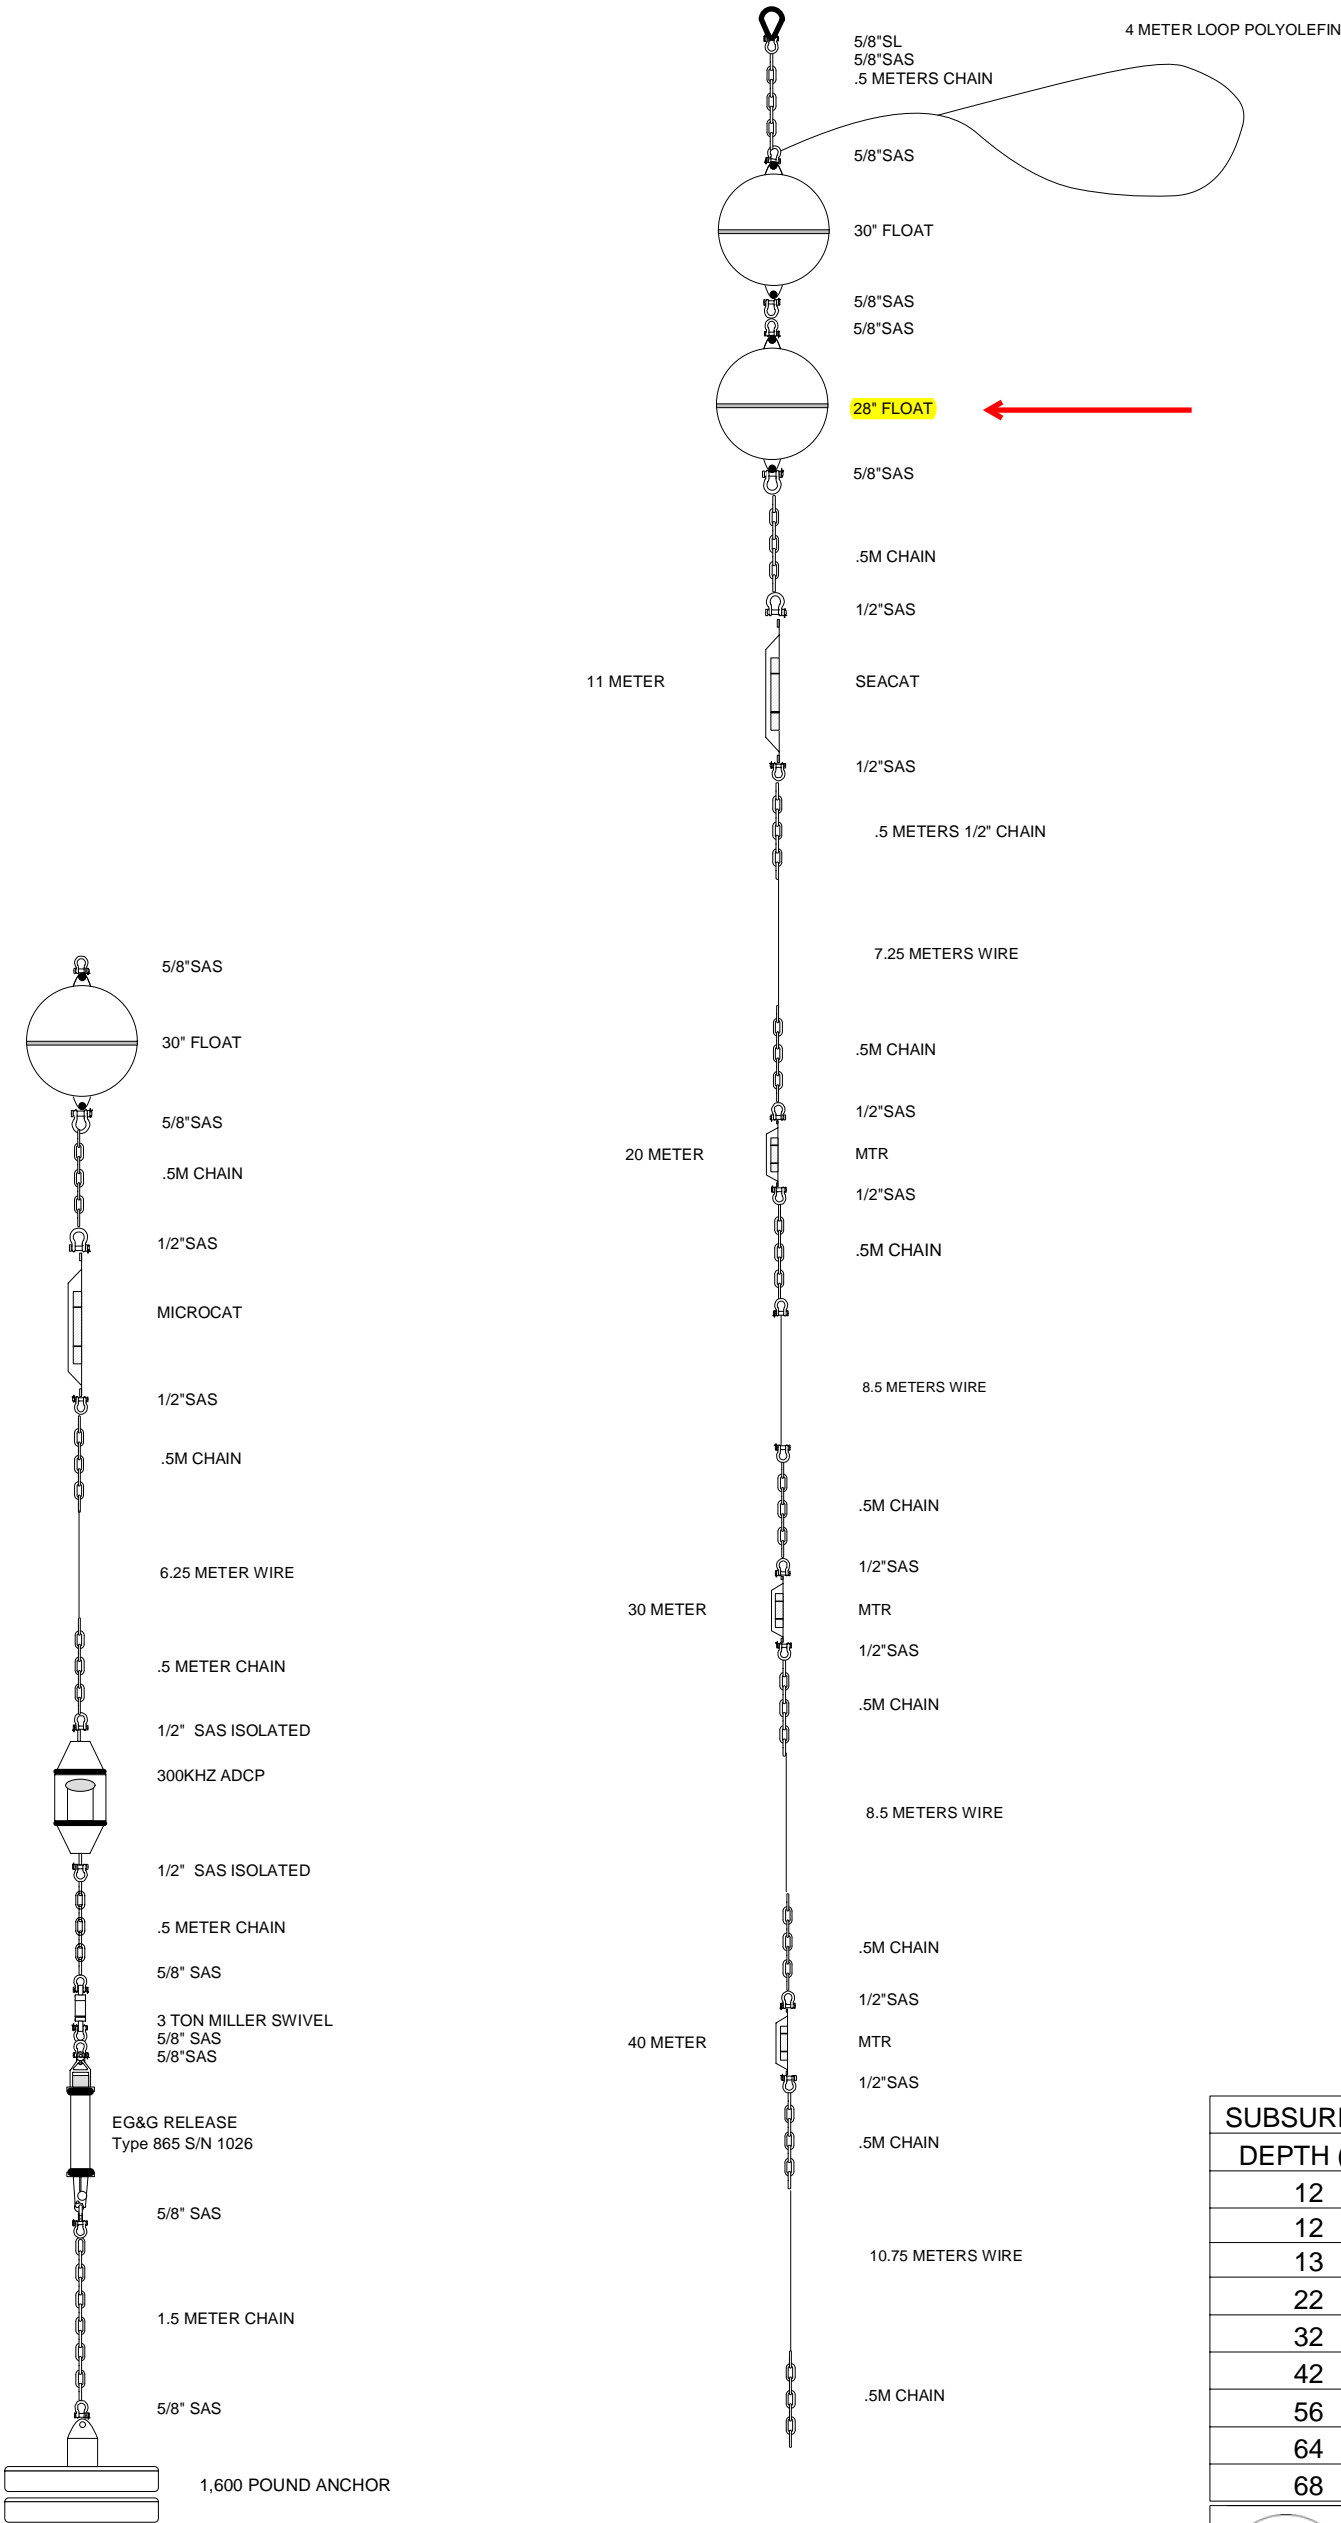 4 METER LOOP POLYOLEFIN
5/8"SL
5/8"SAS
.5 METERS CHAIN
5/8"SAS
30" FLOAT
5/8"SAS
5/8"SAS
28" FLOAT
5/8"SAS
.5M CHAIN
1/2"SAS
11 METER
SEACAT
1/2"SAS
.5 METERS 1/2" CHAIN
7.25 METERS WIRE
.5M CHAIN
1/2"SAS
20 METER
MTR
1/2"SAS
.5M CHAIN
8.5 METERS WIRE
.5M CHAIN
1/2"SAS
30 METER
MTR
1/2"SAS
.5M CHAIN
8.5 METERS WIRE
.5M CHAIN
1/2"SAS
40 METER
MTR
1/2"SAS
.5M CHAIN
10.75 METERS WIRE
.5M CHAIN
5/8"SAS
30" FLOAT
5/8"SAS
.5M CHAIN
1/2"SAS
MICROCAT
1/2"SAS
.5M CHAIN
6.25 METER WIRE
.5 METER CHAIN
1/2" SAS ISOLATED
300KHZ ADCP
1/2" SAS ISOLATED
.5 METER CHAIN
5/8" SAS
3 TON MILLER SWIVEL
5/8" SAS
5/8"SAS
EG&G RELEASE
Type 865 S/N 1026
5/8" SAS
1.5 METER CHAIN
5/8" SAS
1,600 POUND ANCHOR
DEPTH (
12
12
13
22
32
42
56
64
68